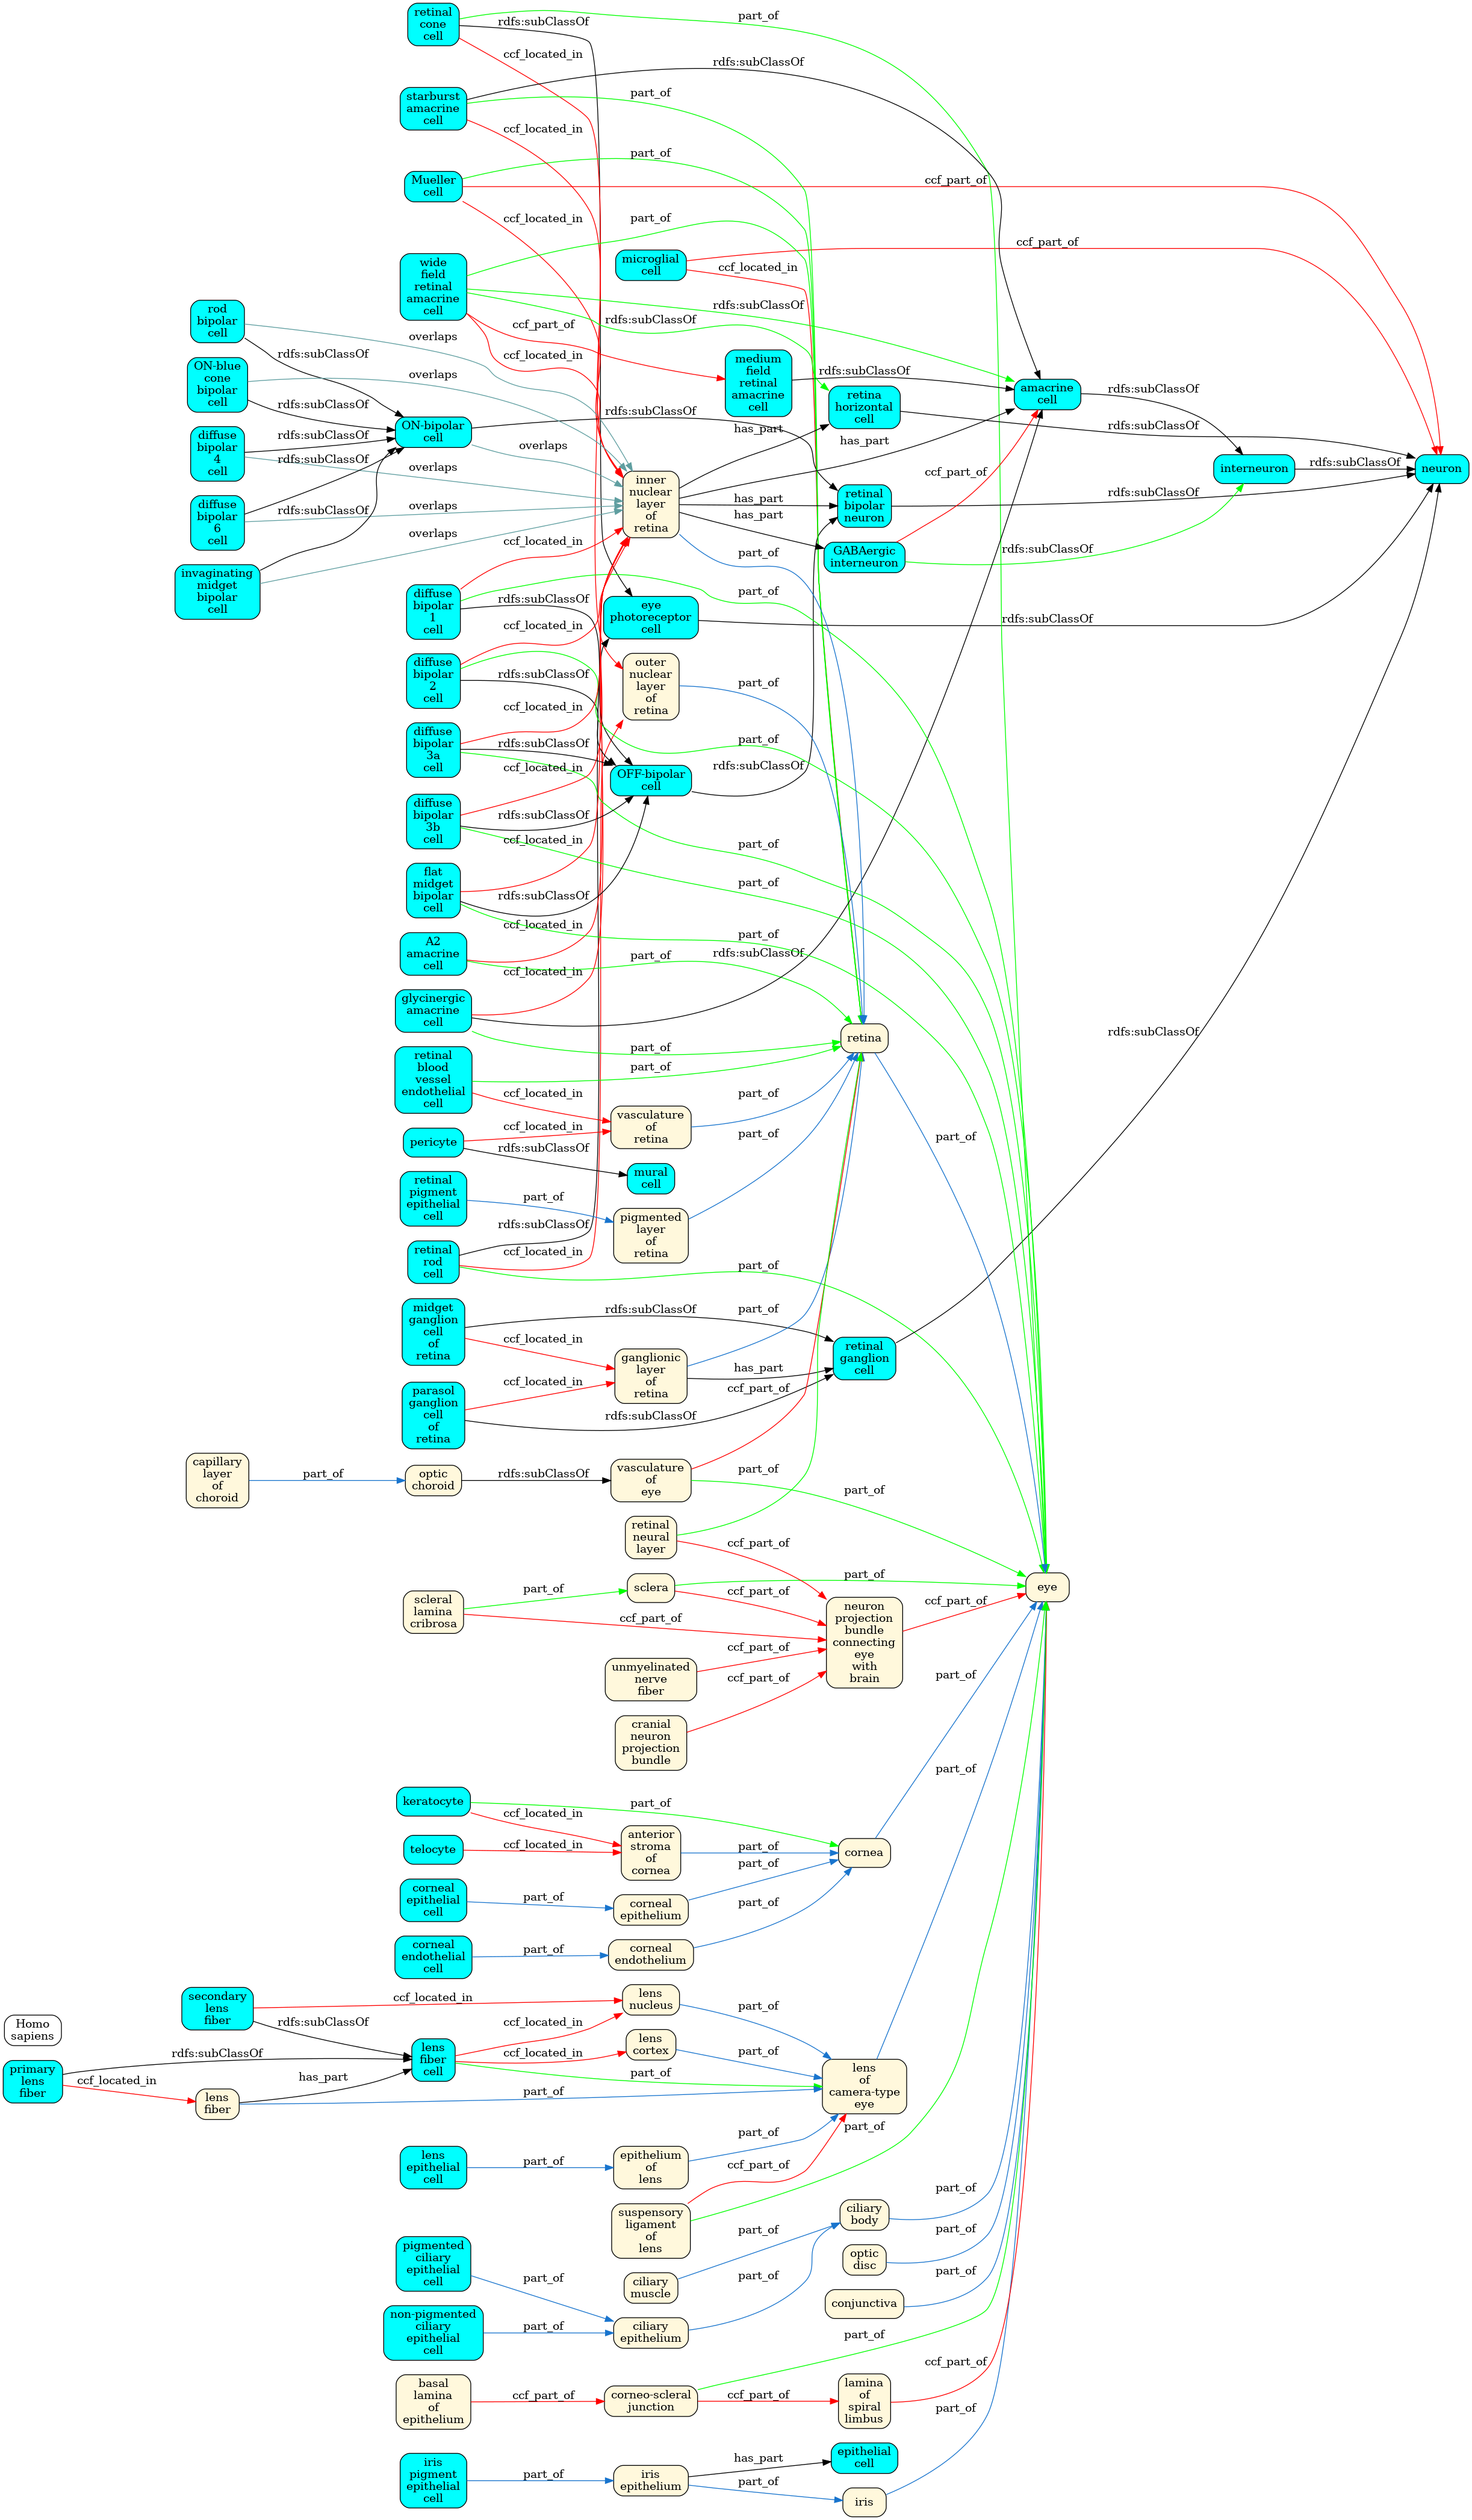 retinal
cone
cell
part_of
rdfs:subClassOf
ccf_located_in
starburst
amacrine
cell
rdfs:subClassOf
part_of
ccf_located_in
Mueller
cell
part_of
ccf_part_of
ccf_located_in
wide
field
retinal
amacrine
cell
part_of
rdfs:subClassOf
rdfs:subClassOf
ccf_part_of
ccf_located_in
microglial
cell
ccf_part_of
ccf_located_in
medium
field
retinal
amacrine
cell
rdfs:subClassOf
retina
horizontal
cell
rdfs:subClassOf
amacrine
cell
rdfs:subClassOf
interneuron
rdfs:subClassOf
neuron
rod
bipolar
cell
overlaps
rdfs:subClassOf
ON-blue
cone
bipolar
cell
overlaps
rdfs:subClassOf
diffuse
bipolar
4
cell
rdfs:subClassOf
overlaps
diffuse
bipolar
6
cell
rdfs:subClassOf
overlaps
invaginating
midget
bipolar
cell
rdfs:subClassOf
overlaps
ON-bipolar
cell
rdfs:subClassOf
overlaps
inner
nuclear
layer
of
retina
has_part
has_part
has_part
has_part
part_of
retinal
bipolar
neuron
rdfs:subClassOf
GABAergic
interneuron
ccf_part_of
rdfs:subClassOf
diffuse
bipolar
1
cell
ccf_located_in
part_of
rdfs:subClassOf
eye
photoreceptor
cell
rdfs:subClassOf
diffuse
bipolar
2
cell
ccf_located_in
rdfs:subClassOf
part_of
outer
nuclear
layer
of
retina
part_of
diffuse
bipolar
3a
cell
ccf_located_in
rdfs:subClassOf
part_of
OFF-bipolar
cell
rdfs:subClassOf
diffuse
bipolar
3b
cell
ccf_located_in
rdfs:subClassOf
part_of
flat
midget
bipolar
cell
ccf_located_in
rdfs:subClassOf
part_of
A2
amacrine
cell
ccf_located_in
part_of
glycinergic
amacrine
cell
ccf_located_in
rdfs:subClassOf
part_of
retina
part_of
retinal
blood
vessel
endothelial
cell
part_of
ccf_located_in
vasculature
of
retina
part_of
pericyte
ccf_located_in
rdfs:subClassOf
mural
cell
retinal
pigment
epithelial
cell
part_of
pigmented
layer
of
retina
part_of
retinal
rod
cell
rdfs:subClassOf
ccf_located_in
part_of
midget
ganglion
cell
of
retina
rdfs:subClassOf
ccf_located_in
ganglionic
layer
of
retina
part_of
has_part
retinal
ganglion
cell
rdfs:subClassOf
parasol
ganglion
cell
of
retina
ccf_located_in
rdfs:subClassOf
capillary
layer
of
choroid
part_of
optic
choroid
rdfs:subClassOf
vasculature
of
eye
ccf_part_of
part_of
retinal
neural
layer
part_of
ccf_part_of
eye
scleral
lamina
cribrosa
part_of
ccf_part_of
sclera
part_of
ccf_part_of
neuron
projection
bundle
connecting
eye
with
brain
ccf_part_of
unmyelinated
nerve
fiber
ccf_part_of
cranial
neuron
projection
bundle
ccf_part_of
keratocyte
part_of
ccf_located_in
telocyte
ccf_located_in
anterior
stroma
of
cornea
part_of
cornea
part_of
corneal
epithelial
cell
part_of
corneal
epithelium
part_of
corneal
endothelial
cell
part_of
corneal
endothelium
part_of
Homo
sapiens
secondary
lens
fiber
ccf_located_in
rdfs:subClassOf
primary
lens
fiber
rdfs:subClassOf
ccf_located_in
lens
fiber
has_part
part_of
lens
fiber
cell
ccf_located_in
ccf_located_in
part_of
lens
nucleus
part_of
lens
cortex
part_of
lens
of
camera-type
eye
part_of
lens
epithelial
cell
part_of
epithelium
of
lens
part_of
suspensory
ligament
of
lens
ccf_part_of
part_of
pigmented
ciliary
epithelial
cell
part_of
non-pigmented
ciliary
epithelial
cell
part_of
ciliary
muscle
part_of
ciliary
epithelium
part_of
ciliary
body
part_of
optic
disc
part_of
conjunctiva
part_of
basal
lamina
of
epithelium
ccf_part_of
corneo-scleral
junction
part_of
ccf_part_of
lamina
of
spiral
limbus
ccf_part_of
iris
pigment
epithelial
cell
part_of
iris
epithelium
has_part
part_of
epithelial
cell
iris
part_of